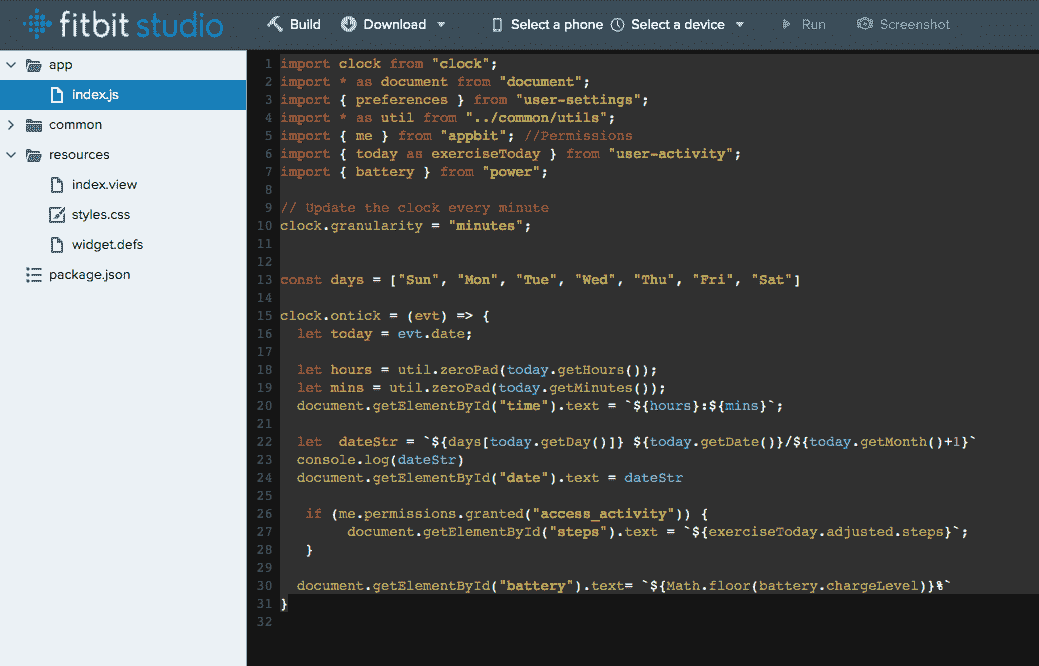 fitbit studio Build Download Select a phone Select a device Run Screenshot
app
index.js
common
resources
index.view
styles.css
widget.defs
package.json
1 import clock from "clock";
2 import * as document from "document";
3 import { preferences } from "user-settings";
4 import * as util from "../common/utils";
5 import { me } from "appbit"; //Permissions
6 import { today as exerciseToday } from "user-activity";
7 import { battery } from "power";
8
9 // Update the clock every minute
10 clock.granularity = "minutes";
11
12
13 const days = ["Sun", "Mon", "Tue", "Wed", "Thu", "Fri", "Sat"]
14
15 clock.ontick = (evt) => {
16   let today = evt.date;
17
18   let hours = util.zeroPad(today.getHours());
19   let mins = util.zeroPad(today.getMinutes());
20   document.getElementById("time").text = `${hours}:${mins}`;
21
22   let  dateStr = `${days[today.getDay()]} ${today.getDate()}/${today.getMonth()+1}`
23   console.log(dateStr)
24   document.getElementById("date").text = dateStr
25
26    if (me.permissions.granted("access_activity")) {
27         document.getElementById("steps").text = `${exerciseToday.adjusted.steps}`;
28    }
29
30   document.getElementById("battery").text= `${Math.floor(battery.chargeLevel)}%`
31 }
32